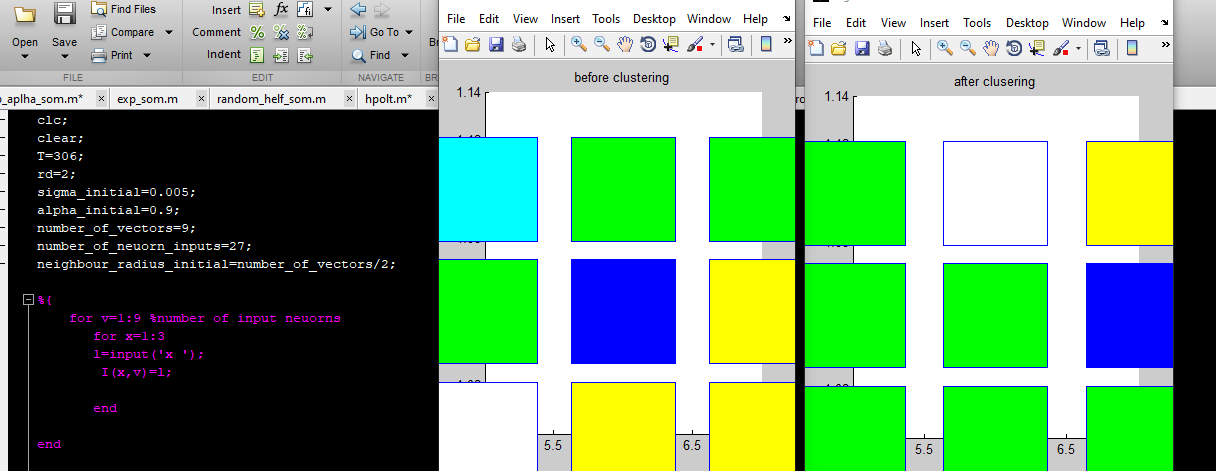 Find Files
Insert fx
File Edit View Insert Tools Desktop Window Help
File Edit View Insert Tools Desktop Window Help
Compare
Comment
Go To
Open Save
Print
Indent
Find
FILE EDIT NAVIGATE BR
before clustering
after clusering
_aplha_som.m* exp_som.m random_helf_som.m hpolt.m*
1.14
1.14
clc;
clear;
T=306;
rd=2;
sigma_initial=0.005;
alpha_initial=0.9;
number_of_vectors=9;
number_of_neuorn_inputs=27;
neighbour_radius_initial=number_of_vectors/2;
%{
for v=1:9 %number of input neuorns
for x=1:3
l=input('x ');
I(x,v)=l;
end
end
5.5 6.5
5.5 6.5